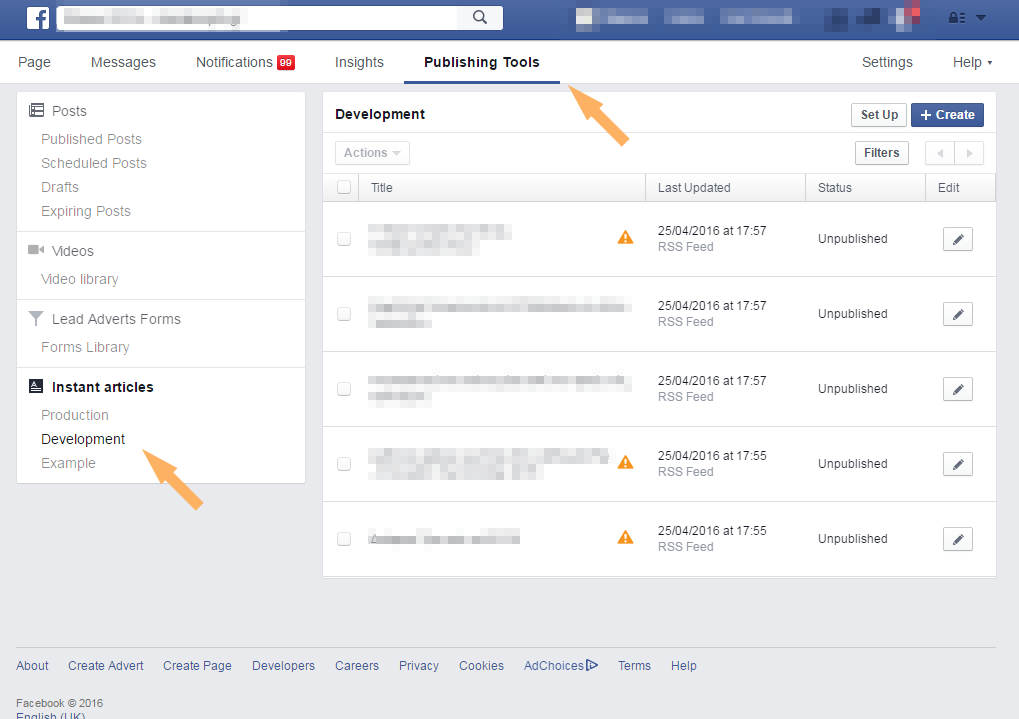 Page Messages Notifications 99 Insights Publishing Tools Settings Help
Posts
Published Posts
Scheduled Posts
Drafts
Expiring Posts
Videos
Video library
Lead Adverts Forms
Forms Library
Instant articles
Production
Development
Example
Development Set Up + Create
Actions Filters
Title Last Updated Status Edit
25/04/2016 at 17:57
RSS Feed
Unpublished
25/04/2016 at 17:57
RSS Feed
Unpublished
25/04/2016 at 17:57
RSS Feed
Unpublished
25/04/2016 at 17:55
RSS Feed
Unpublished
25/04/2016 at 17:55
RSS Feed
Unpublished
About Create Advert Create Page Developers Careers Privacy Cookies AdChoices Terms Help
Facebook © 2016
English (UK)